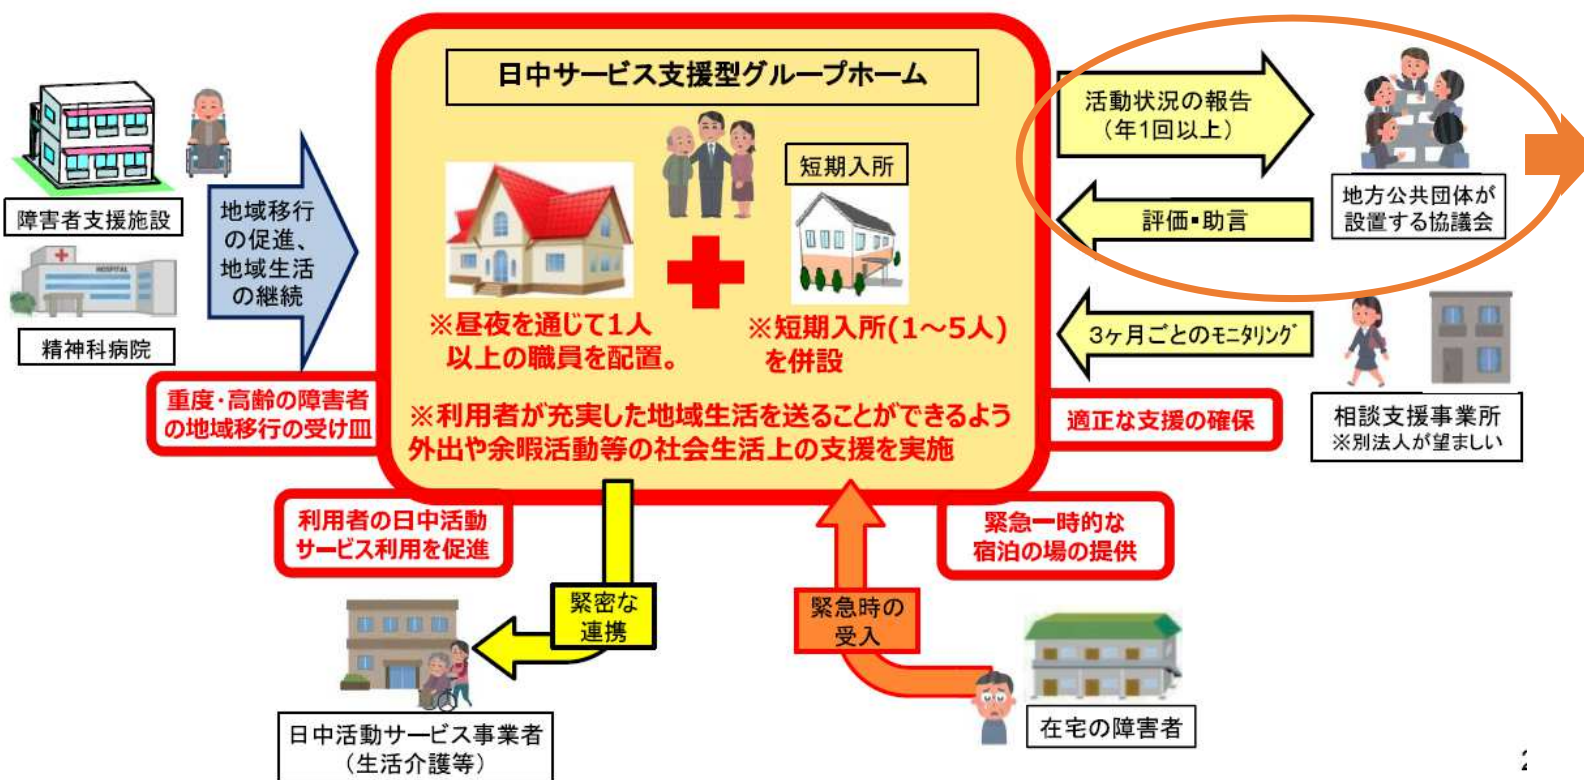 日中サービス支援型グループホーム
障害者支援施設
HOSPITAL
精神科病院
地域移行
の促進、
地域生活
の継続
重度・高齢の障害者
の地域移行の受け皿
短期入所
※昼夜を通じて1人
以上の職員を配置。
※短期入所(1～5人)
を併設
※利用者が充実した地域生活を送ることができるよう
外出や余暇活動等の社会生活上の支援を実施
活動状況の報告
（年1回以上）
評価・助言
地方公共団体が
設置する協議会
3ヶ月ごとのモニタリング
適正な支援の確保
相談支援事業所
※別法人が望ましい
利用者の日中活動
サービス利用を促進
緊急一時的な
宿泊の場の提供
緊密な
連携
緊急時の
受入
日中活動サービス事業者
（生活介護等）
在宅の障害者